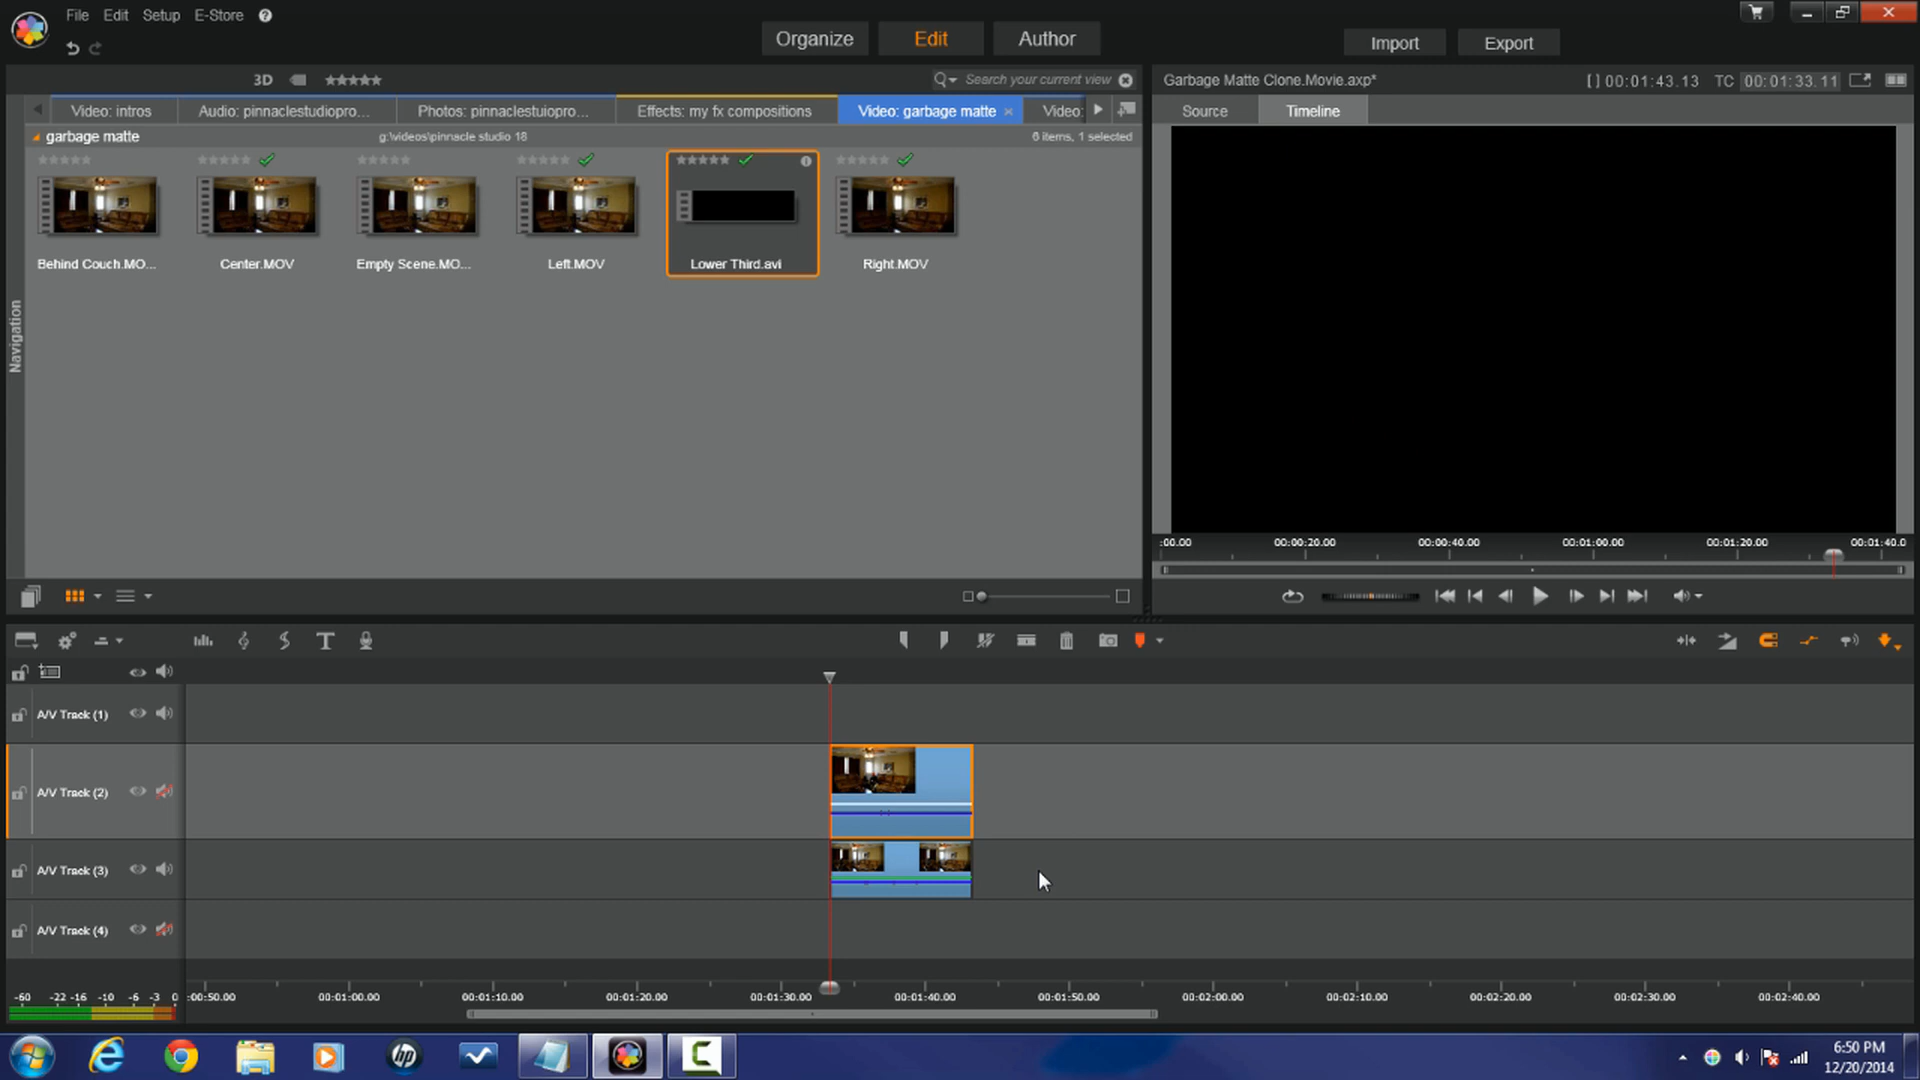 File Edit Setup E-Store ?
Organize Edit Author
Import Export
3D
Search your current view
Garbage Matte Clone.Movie.axp*
[ ] 00:01:43.13 TC 00:01:33.11
Video: intros
Audio: pinnaclestudiopro...
Photos: pinnaclestuiopro...
Effects: my fx compositions
Video: garbage matte
Video:
Source Timeline
garbage matte
g:\videos\pinnacle studio 18
6 items, 1 selected
Behind Couch.MO...
Center.MOV
Empty Scene.MO...
Left.MOV
Lower Third.avi
Right.MOV
Navigation
:00.00 00:00:20.00 00:00:40.00 00:01:00.00 00:01:20.00 00:01:40.0
A/V Track (1)
A/V Track (2)
A/V Track (3)
A/V Track (4)
-60 -22 -16 -10 -6 -3 0
:00:50.00 00:01:00.00 00:01:10.00 00:01:20.00 00:01:30.00 00:01:40.00 00:01:50.00 00:02:00.00 00:02:10.00 00:02:20.00 00:02:30.00 00:02:40.00
hp
6:50 PM
12/20/2014